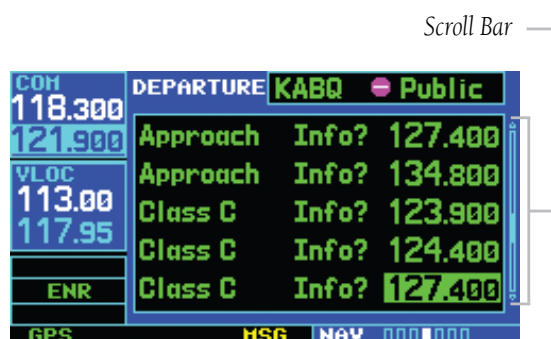 Scroll Bar
COM
118.300
121.900
DEPARTURE KABQ Public
Approach Info? 127.400
Approach Info? 134.800
Class C Info? 123.900
Class C Info? 124.400
Class C Info? 127.400
VLOC
113.00
117.95
ENR
GPS MSG NAV